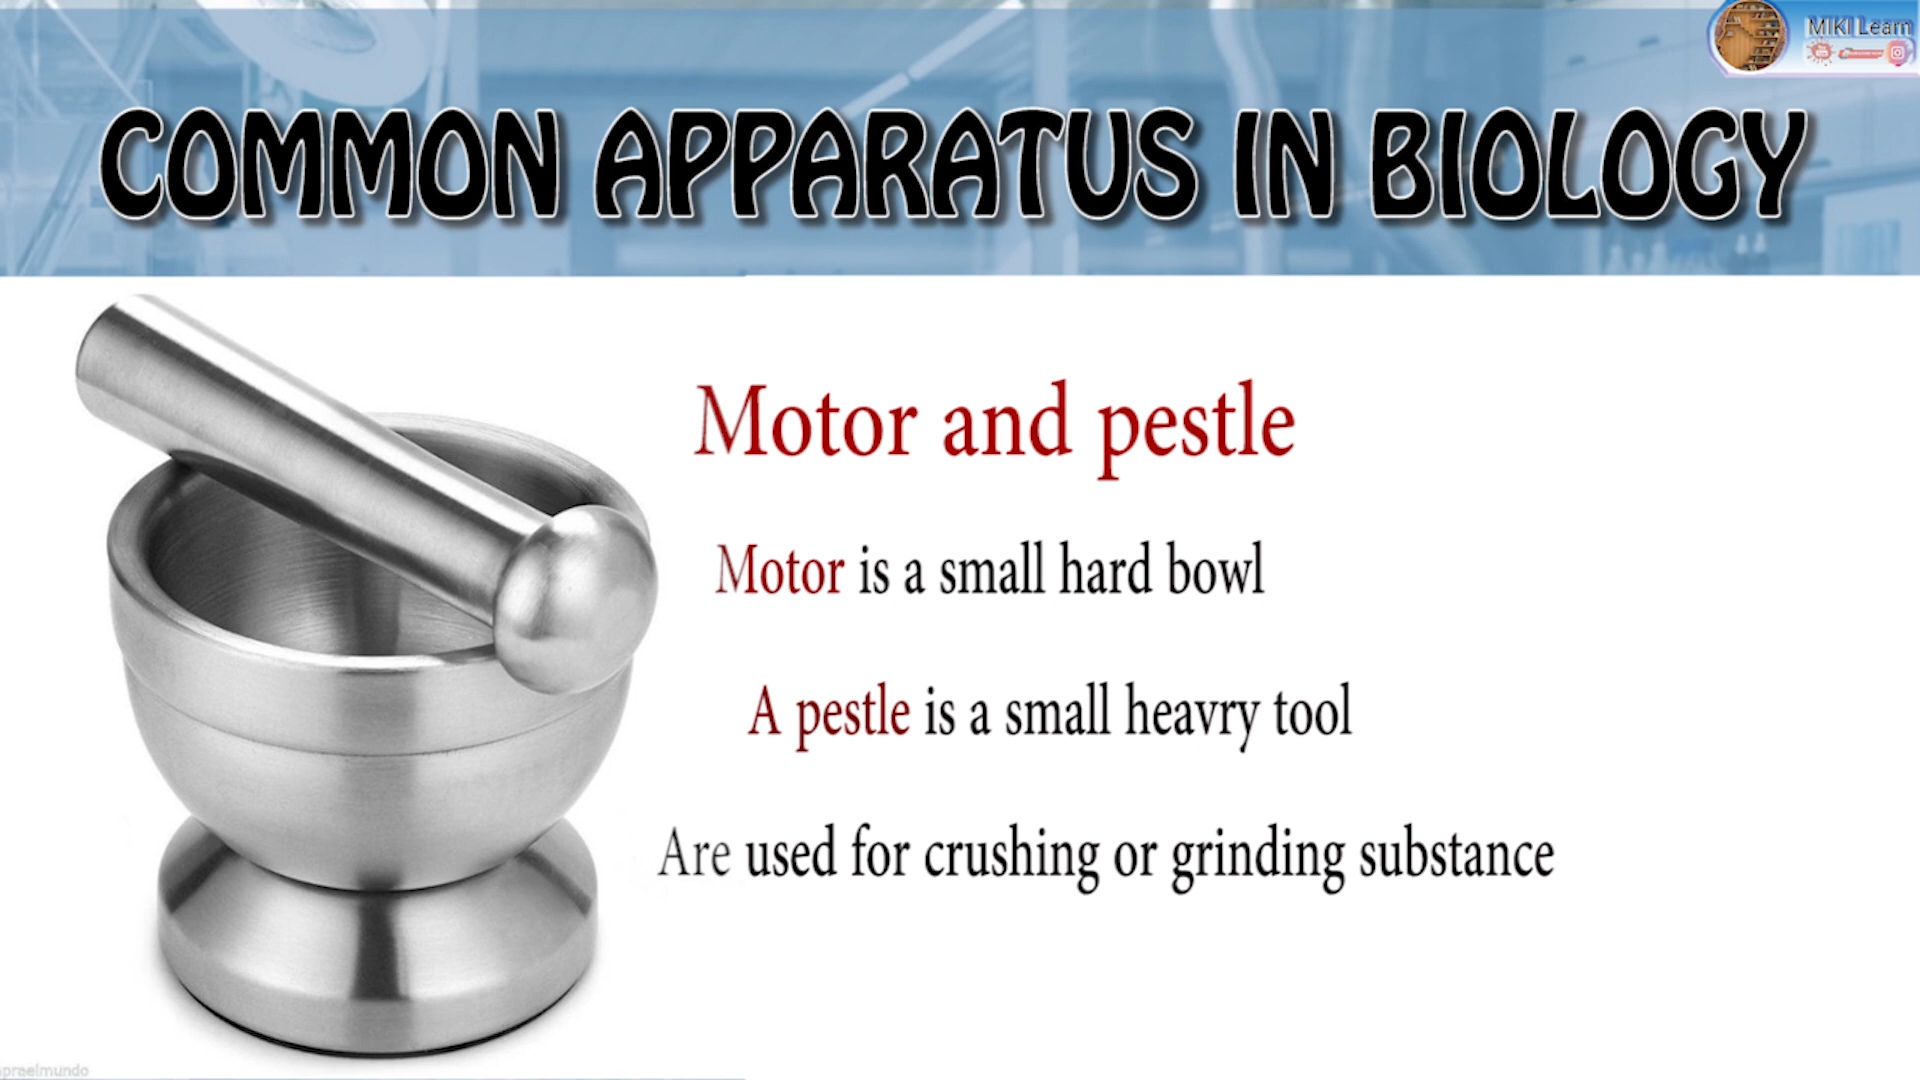 MIKI Learn
COMMON APPARATUS IN BIOLOGY
Motor and pestle
Motor is a small hard bowl
A pestle is a small heavry tool
Are used for crushing or grinding substance